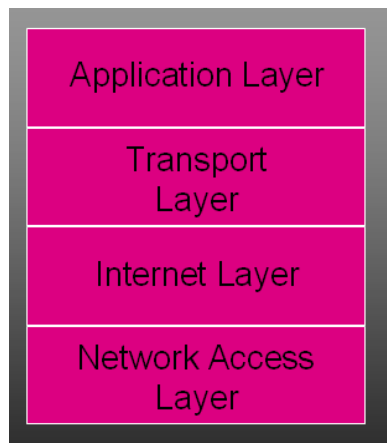 Application Layer
Transport
Layer
Internet Layer
Network Access
Layer